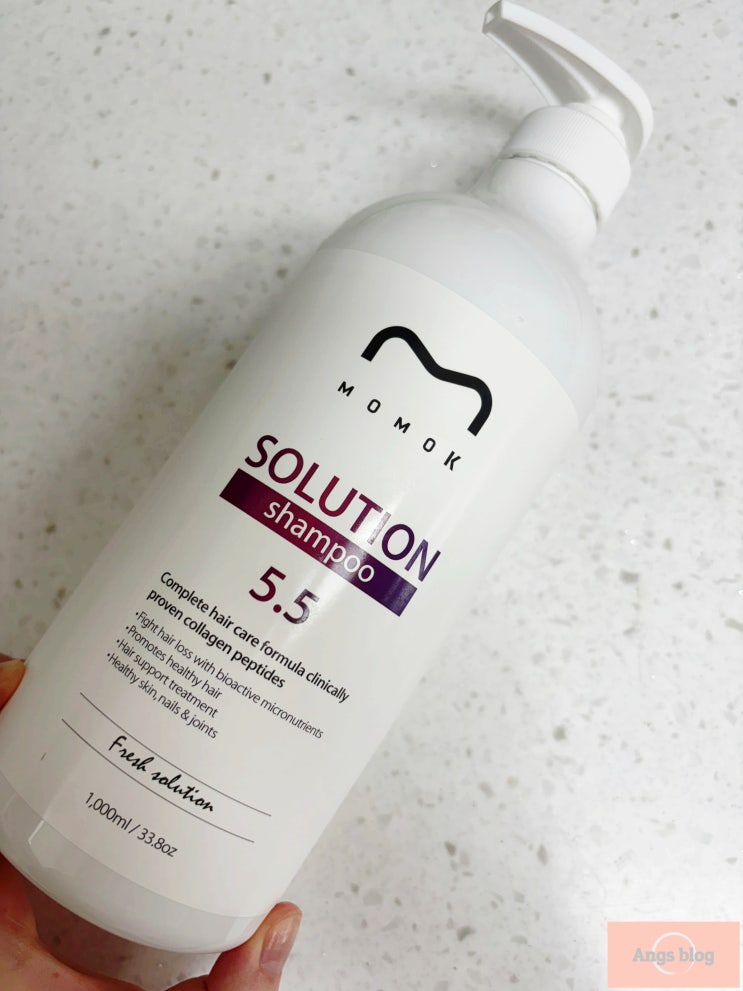 MOMOK
SOLUTION
shampoo
5.5
Complete hair care formula clinically
proven collagen peptides
•Fight hair loss with bioactive micronutrients
•Promotes healthy hair
•Hair support treatment
•Healthy skin, nails & joints
Fresh solution
1,000ml / 33.8oz
Angs blog